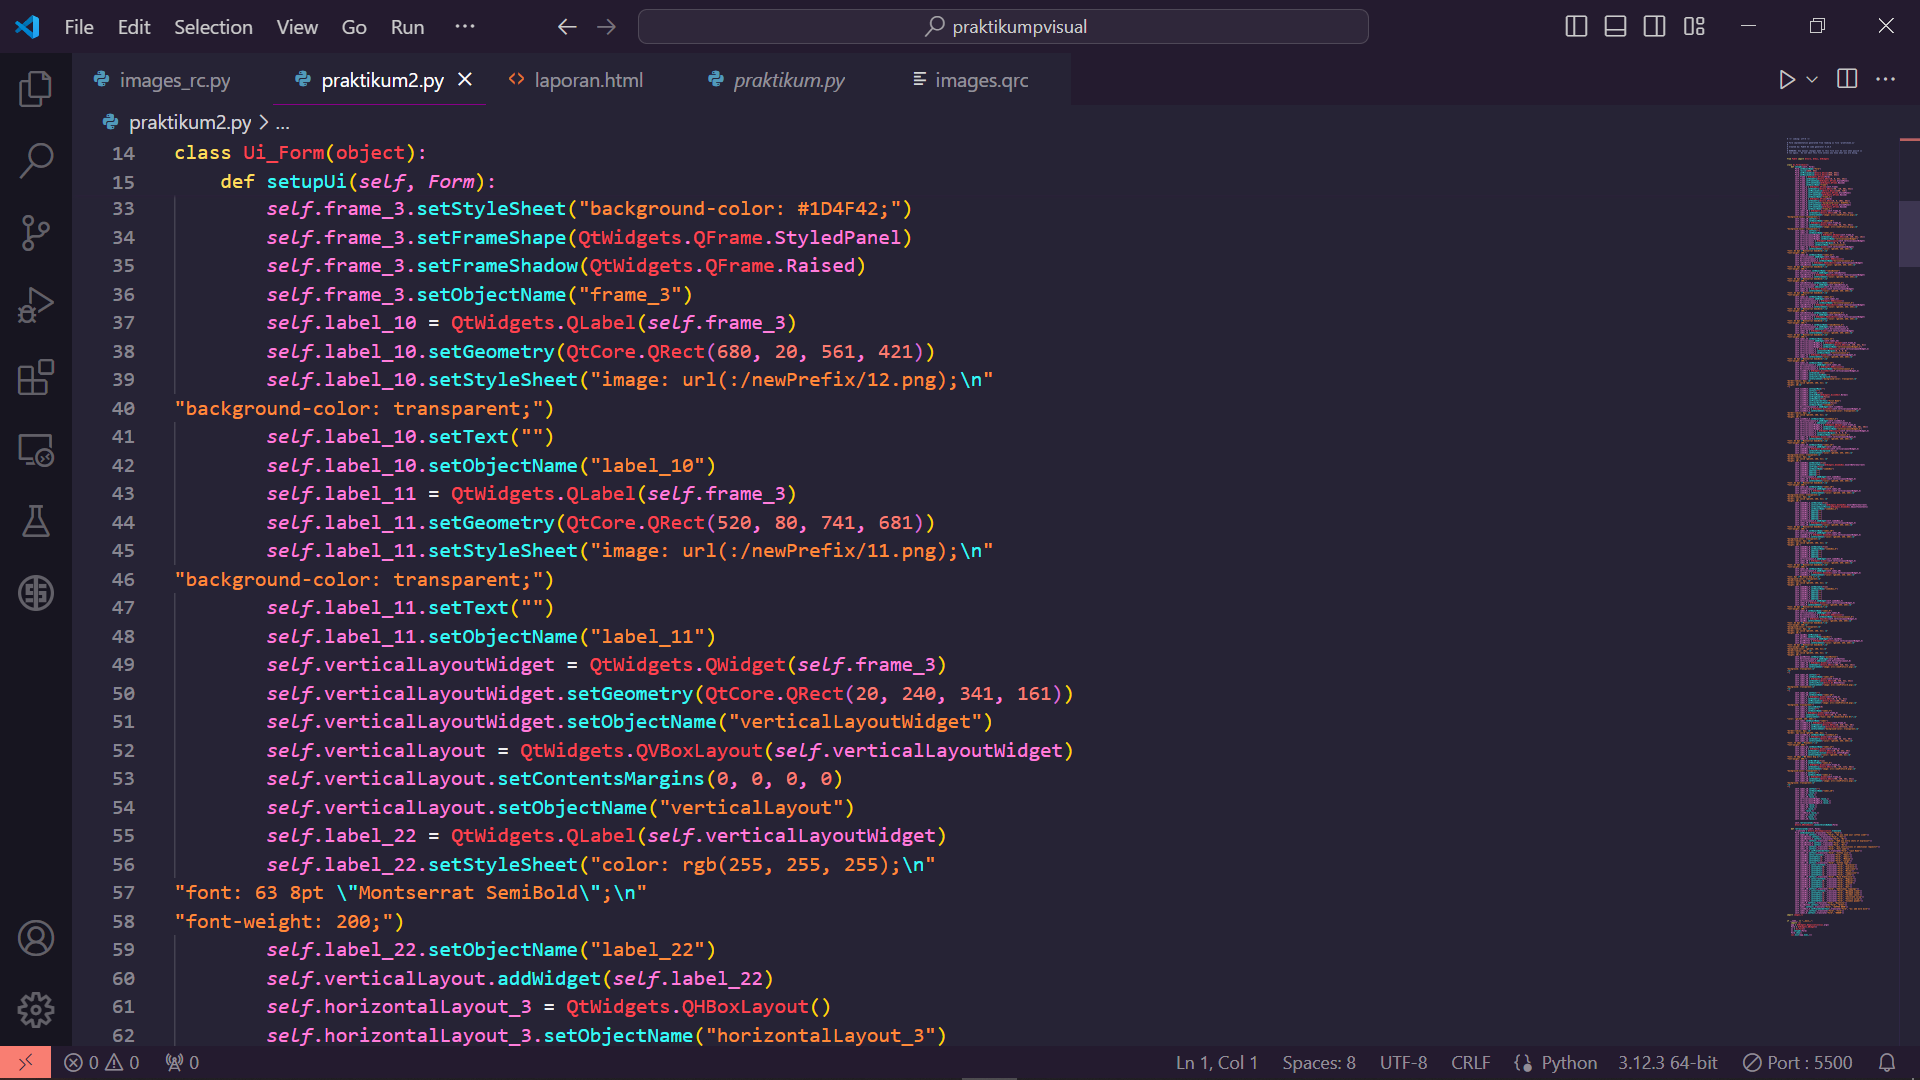 File Edit Selection View Go Run ··· praktikumpvisual
images_rc.py praktikum2.py laporan.html praktikum.py images.qrc
praktikum2.py > ...
14 class Ui_Form(object):
15     def setupUi(self, Form):
33         self.frame_3.setStyleSheet("background-color: #1D4F42;")
34         self.frame_3.setFrameShape(QtWidgets.QFrame.StyledPanel)
35         self.frame_3.setFrameShadow(QtWidgets.QFrame.Raised)
36         self.frame_3.setObjectName("frame_3")
37         self.label_10 = QtWidgets.QLabel(self.frame_3)
38         self.label_10.setGeometry(QtCore.QRect(680, 20, 561, 421))
39         self.label_10.setStyleSheet("image: url(:/newPrefix/12.png);\n"
40 "background-color: transparent;")
41         self.label_10.setText("")
42         self.label_10.setObjectName("label_10")
43         self.label_11 = QtWidgets.QLabel(self.frame_3)
44         self.label_11.setGeometry(QtCore.QRect(520, 80, 741, 681))
45         self.label_11.setStyleSheet("image: url(:/newPrefix/11.png);\n"
46 "background-color: transparent;")
47         self.label_11.setText("")
48         self.label_11.setObjectName("label_11")
49         self.verticalLayoutWidget = QtWidgets.QWidget(self.frame_3)
50         self.verticalLayoutWidget.setGeometry(QtCore.QRect(20, 240, 341, 161))
51         self.verticalLayoutWidget.setObjectName("verticalLayoutWidget")
52         self.verticalLayout = QtWidgets.QVBoxLayout(self.verticalLayoutWidget)
53         self.verticalLayout.setContentsMargins(0, 0, 0, 0)
54         self.verticalLayout.setObjectName("verticalLayout")
55         self.label_22 = QtWidgets.QLabel(self.verticalLayoutWidget)
56         self.label_22.setStyleSheet("color: rgb(255, 255, 255);\n"
57 "font: 63 8pt \"Montserrat SemiBold\";\n"
58 "font-weight: 200;")
59         self.label_22.setObjectName("label_22")
60         self.verticalLayout.addWidget(self.label_22)
61         self.horizontalLayout_3 = QtWidgets.QHBoxLayout()
62         self.horizontalLayout_3.setObjectName("horizontalLayout_3")
0 0 0 Ln 1, Col 1 Spaces: 8 UTF-8 CRLF Python 3.12.3 64-bit Port : 5500